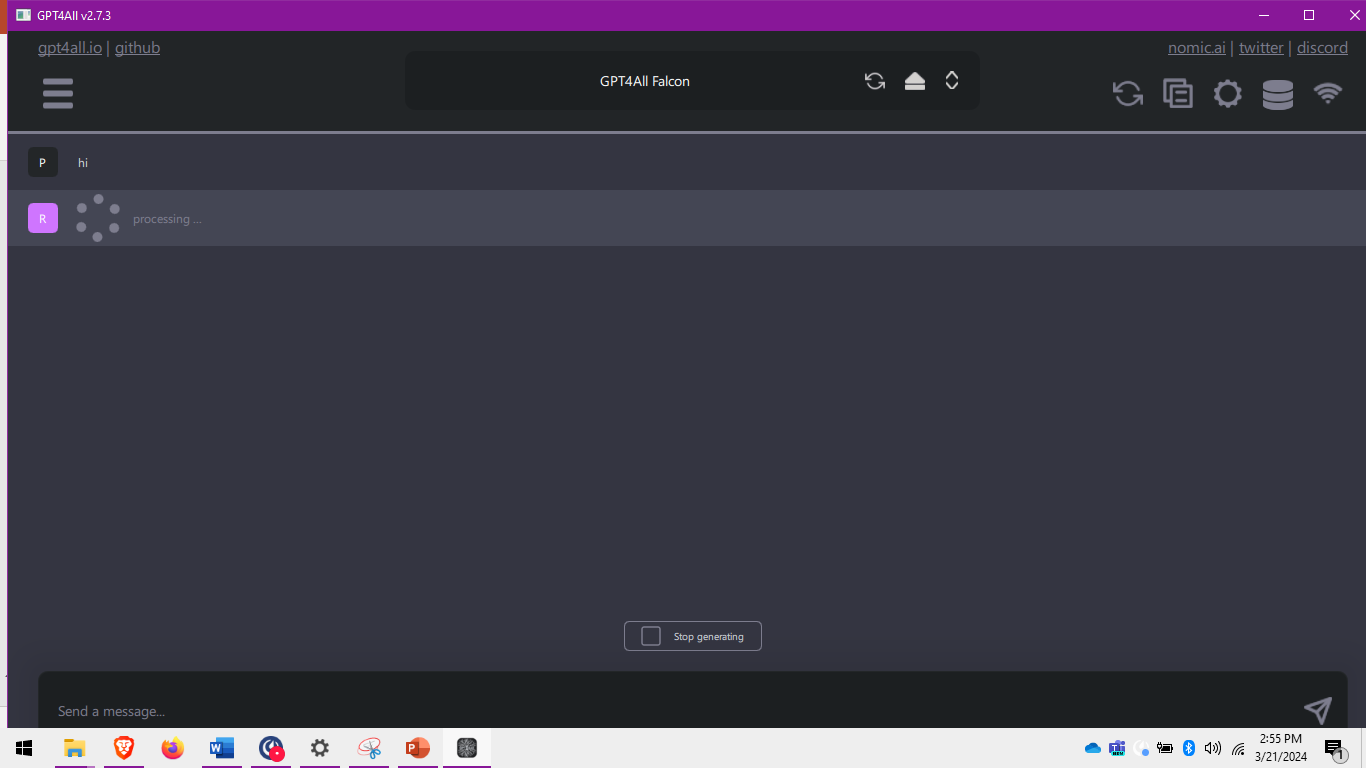 GPT4All v2.7.3
gpt4all.io | github
GPT4All Falcon
nomic.ai | twitter | discord
P hi
R processing ...
Stop generating
Send a message...
2:55 PM
3/21/2024
1